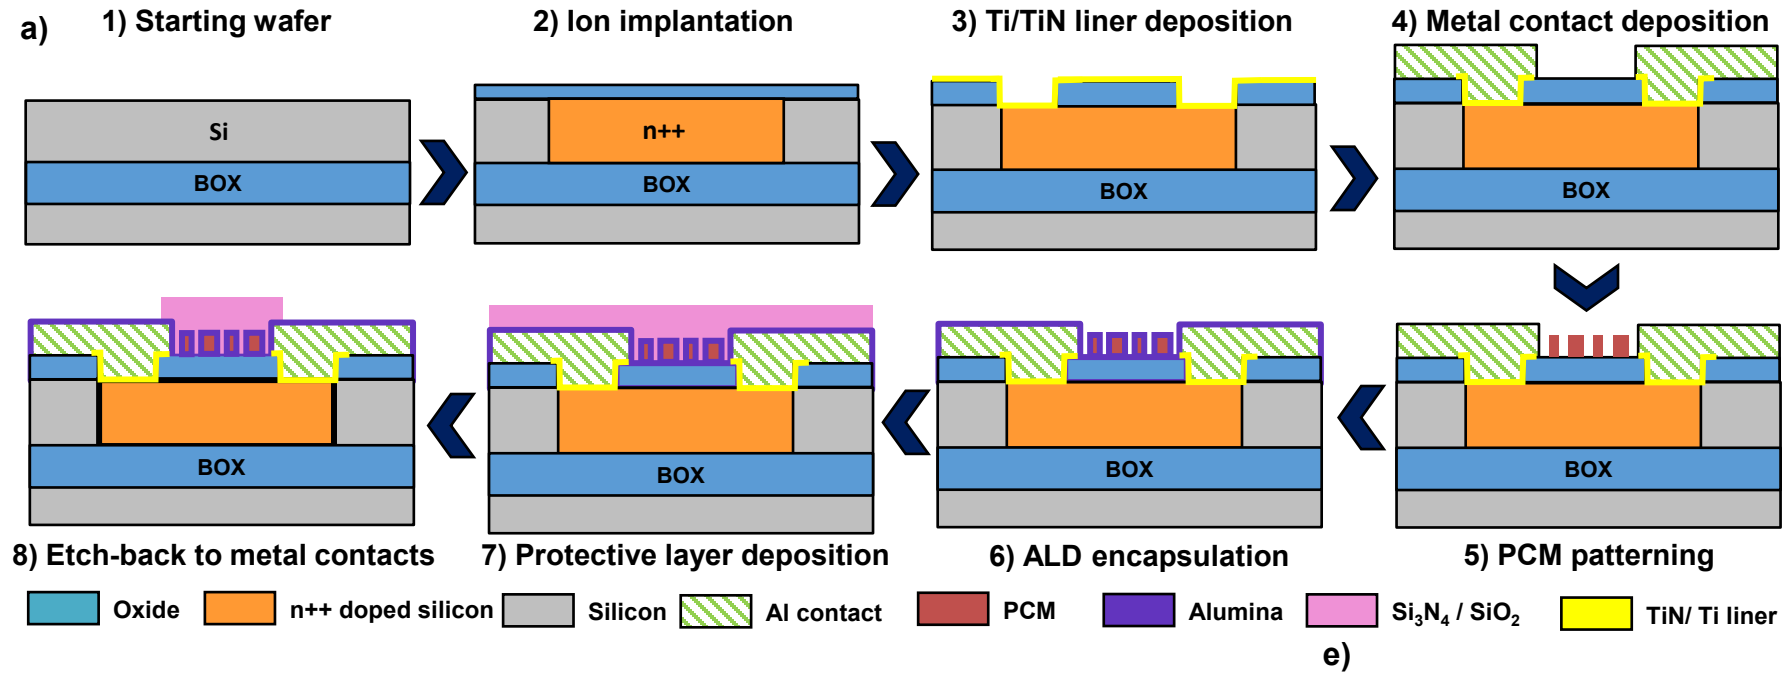 a)
1) Starting wafer
2) Ion implantation
3) Ti/TiN liner deposition
4) Metal contact deposition
Si
BOX
n++
BOX
BOX
BOX
BOX
BOX
BOX
BOX
8) Etch-back to metal contacts
7) Protective layer deposition
6) ALD encapsulation
5) PCM patterning
Oxide
n++ doped silicon
Silicon
Al contact
PCM
Alumina
Si₃N₄ / SiO₂
TiN/ Ti liner
e)